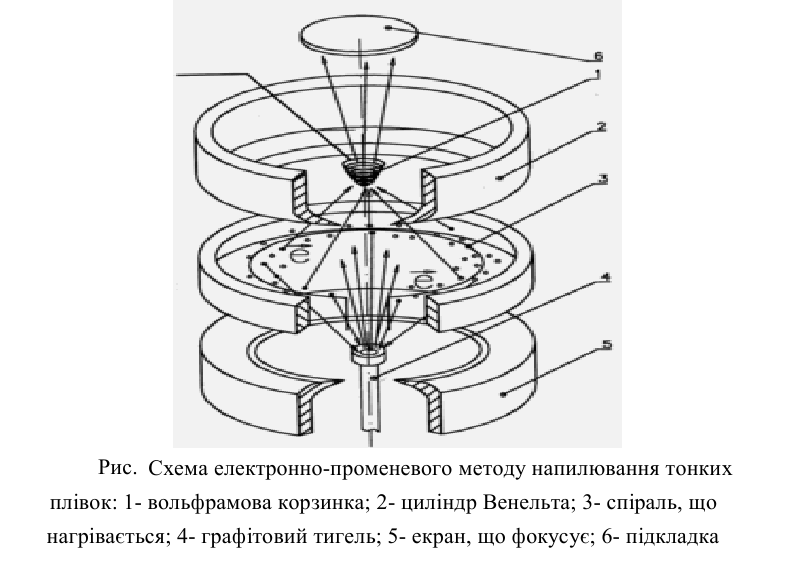 6
1
2
3
e
e
4
5
Рис. Схема електронно-променевого методу напилювання тонких
плівок: 1- вольфрамова корзинка; 2- циліндр Венельта; 3- спіраль, що
нагрівається; 4- графітовий тигель; 5- екран, що фокусує; 6- підкладка